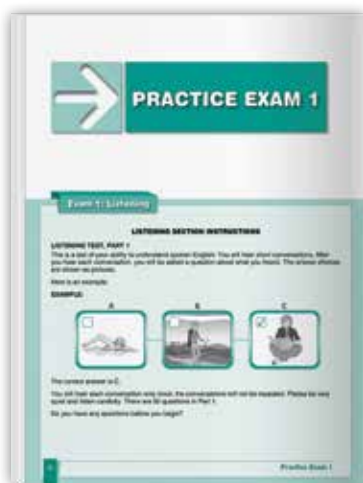 PRACTICE EXAM 1
Exam 1: Listening
LISTENING SECTION INSTRUCTIONS
LISTENING TEST, PART 1
This is a test of your ability to understand spoken English. You will hear short conversations. After
you hear each conversation, you will be asked a question about what you heard. The answer choices
are shown as pictures.
Here is an example:
EXAMPLE:
A B C
The correct answer is C.
You will hear each conversation only once; the conversations will not be repeated. Please be very
quiet and listen carefully. There are 30 questions in Part 1.
Do you have any questions before you begin?
Practice Exam 1